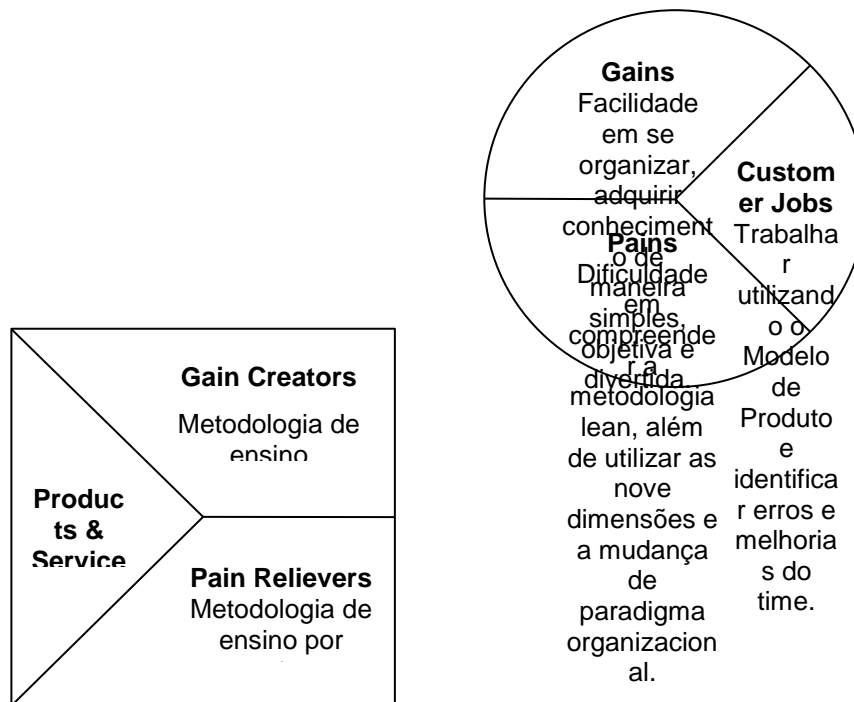 Gains
Facilidade
em se
organizar,
adquirir
conheciment
o de
maneira
simples,
objetiva e
divertida.
Custom
er Jobs
Trabalha
r
utilizand
o o
Modelo
de
Produto
e
identifica
r erros e
melhoria
s do
time.
Pains
Dificuldade
em
compreende
r a
metodologia
lean, além
de utilizar as
nove
dimensões e
a mudança
de
paradigma
organizacion
al.
Gain Creators
Metodologia de
ensino
Produc
ts &
Service
Pain Relievers
Metodologia de
ensino por